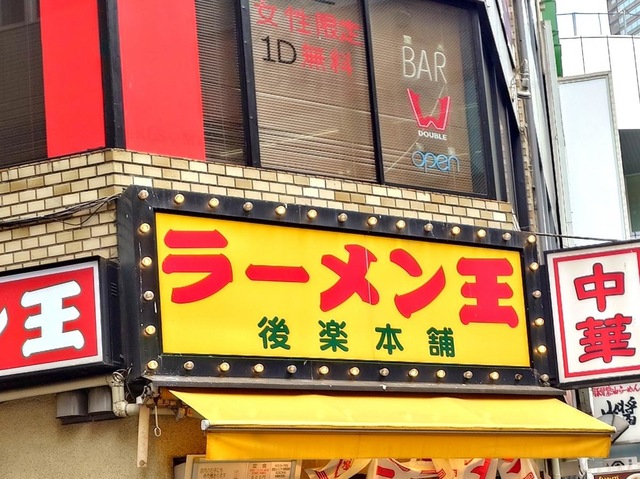 女性限定
1D無料
BAR
W
DOUBLE
open
ラーメン王
後楽本舗
王
中華